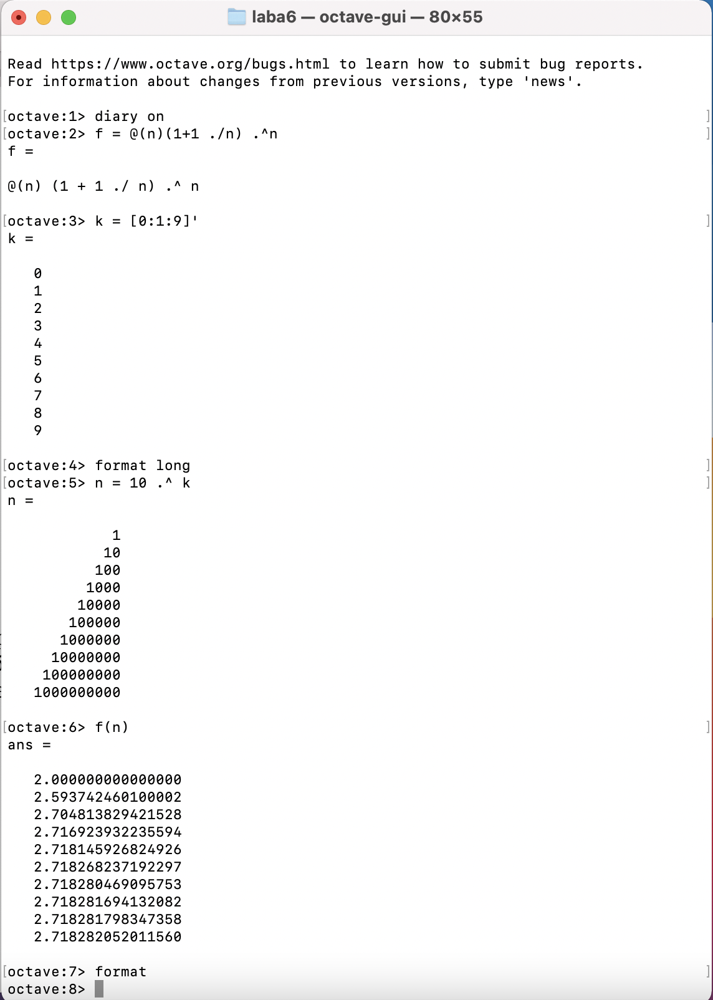 laba6 — octave-gui — 80×55
Read https://www.octave.org/bugs.html to learn how to submit bug reports.
For information about changes from previous versions, type 'news'.
[octave:1> diary on ]
[octave:2> f = @(n)(1+1 ./n) .^n ]
f =
@(n) (1 + 1 ./ n) .^ n
[octave:3> k = [0:1:9]' ]
k =
0
1
2
3
4
5
6
7
8
9
[octave:4> format long ]
[octave:5> n = 10 .^ k ]
n =
1
10
100
1000
10000
100000
1000000
10000000
100000000
1000000000
[octave:6> f(n) ]
ans =
2.000000000000000
2.593742460100002
2.704813829421528
2.716923932235594
2.718145926824926
2.718268237192297
2.718280469095753
2.718281694132082
2.718281798347358
2.718282052011560
[octave:7> format ]
octave:8>